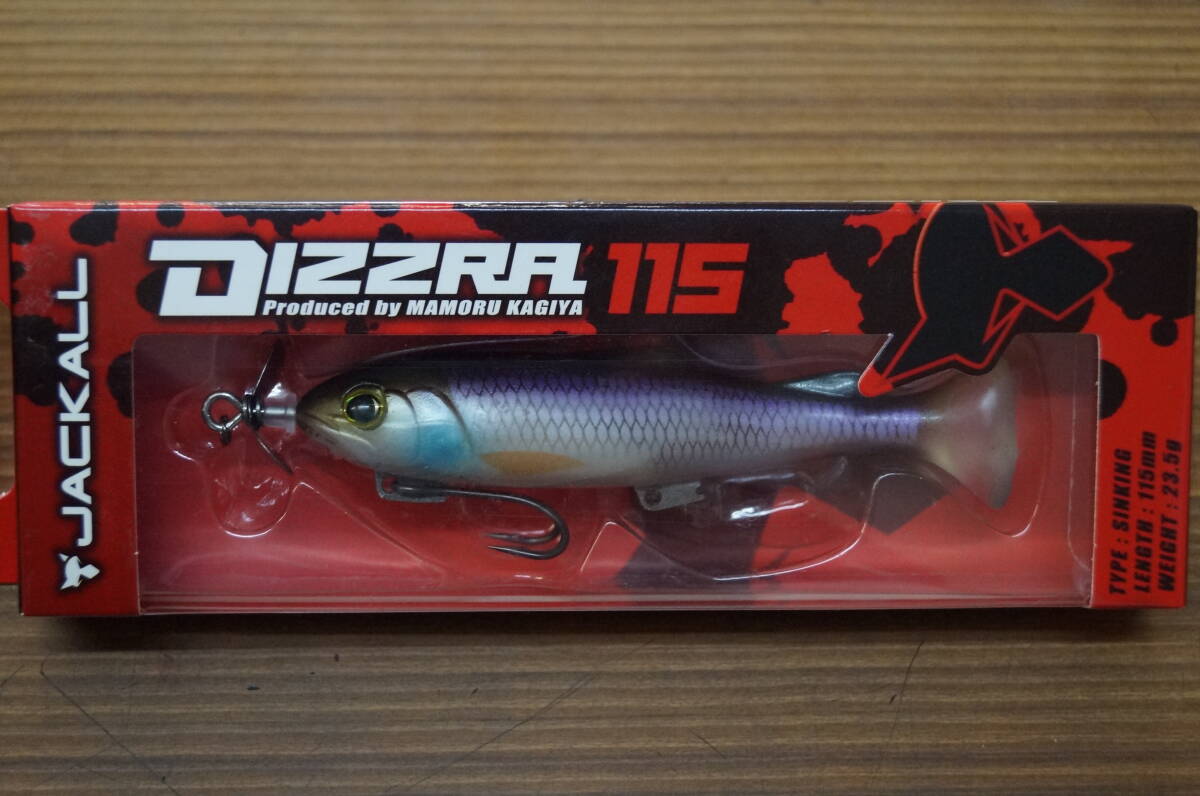 JACKALL
DIZZRA 115
Produced by MAMORU KAGIYA
TYPE : SINKING
LENGTH : 115mm
WEIGHT : 23.5g